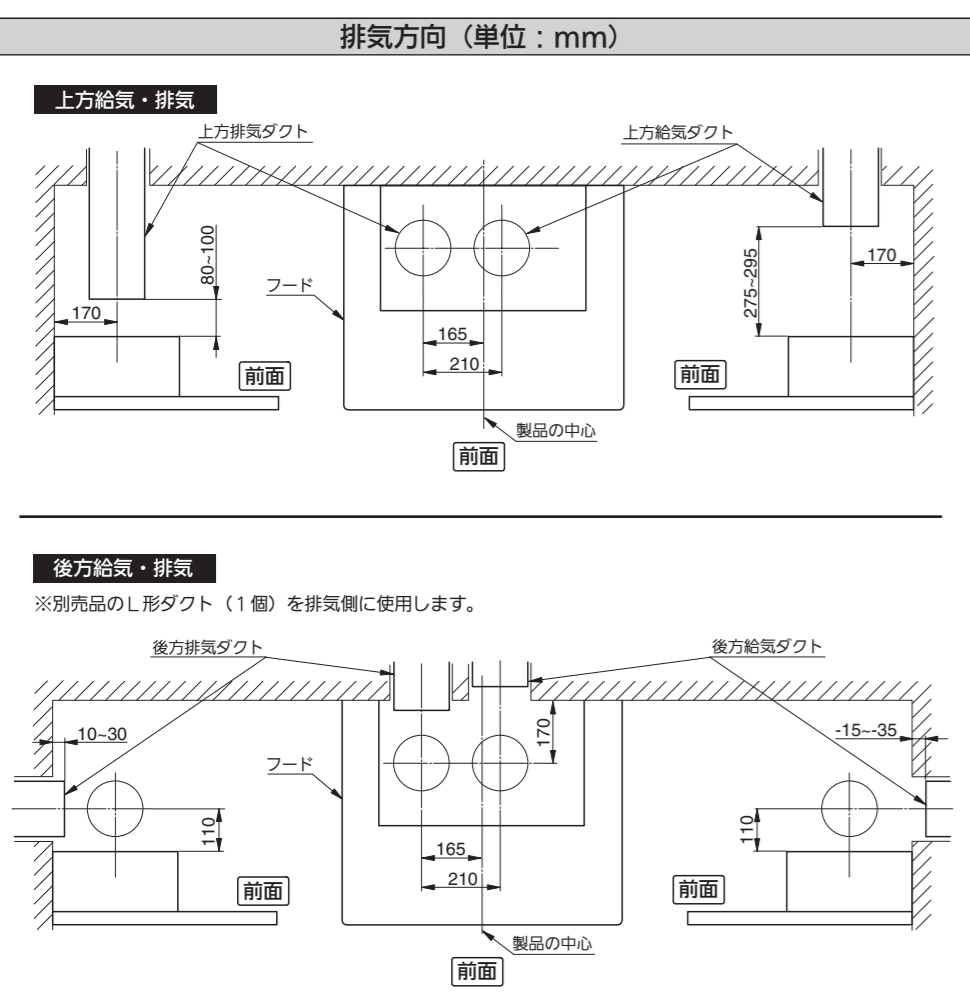 排気方向（単位：mm）
上方給気・排気
上方排気ダクト
上方給気ダクト
80~100
170
フード
165
210
前面
製品の中心
前面
275~295
170
前面
後方給気・排気
※別売品のL形ダクト（1個）を排気側に使用します。
後方排気ダクト
後方給気ダクト
10~30
110
前面
フード
170
165
210
製品の中心
前面
-15~-35
110
前面